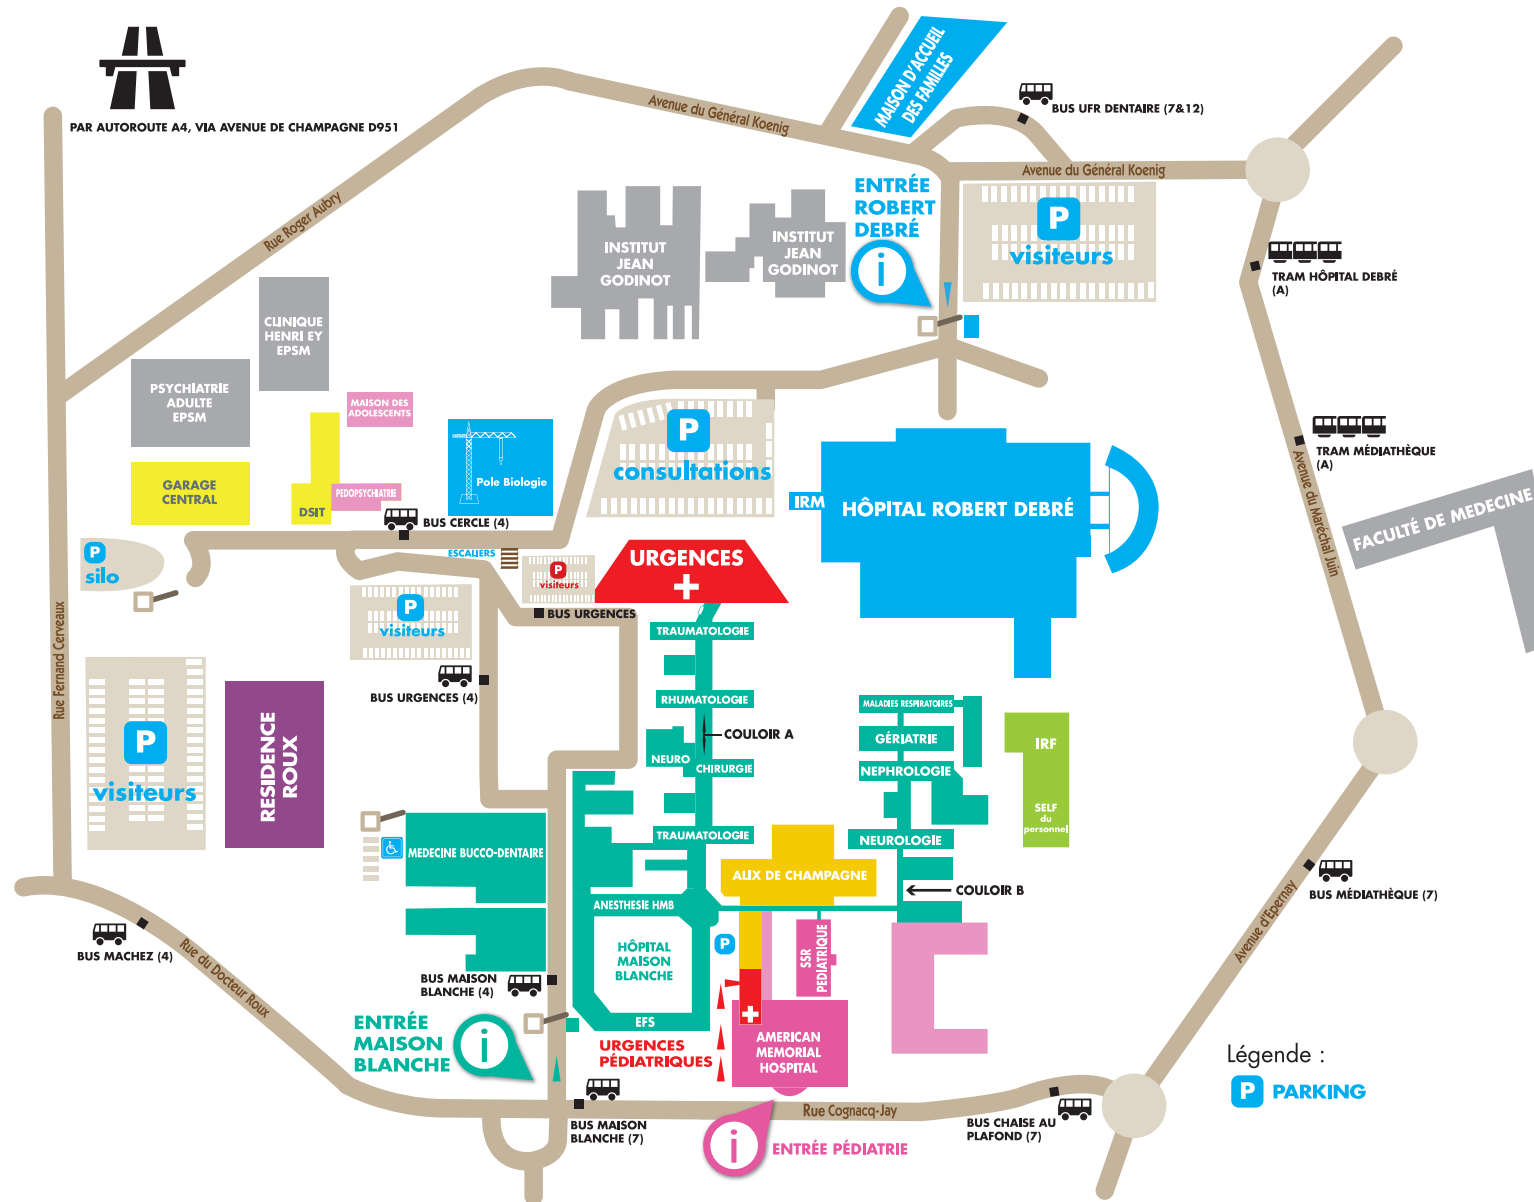 PAR AUTOROUTE A4, VIA AVENUE DE CHAMPAGNE D951
MAISON D'ACCUEIL
DES FAMILLES
BUS UFR DENTAIRE (7&12)
Avenue du Général Koenig
Avenue du Général Koenig
Rue Roger Aubry
ENTRÉE
ROBERT
DEBRÉ
i
P
visiteurs
INSTITUT
JEAN
GODINOT
INSTITUT
JEAN
GODINOT
TRAM HÔPITAL DEBRÉ
(A)
CLINIQUE
HENRI EY
EPSM
PSYCHIATRIE
ADULTE
EPSM
MAISON DES
ADOLESCENTS
P
consultations
TRAM MÉDIATHÈQUE
(A)
Avenue du Maréchal Juin
GARAGE
CENTRAL
DSIT
PEDOPSYCHIATRIE
Pole Biologie
IRM
HÔPITAL ROBERT DEBRÉ
FACULTÉ DE MEDECINE
BUS CERCLE (4)
P
silo
ESCALIERS
P
visiteurs
URGENCES
BUS URGENCES
P
visiteurs
Rue Fernand Cerveaux
TRAUMATOLOGIE
BUS URGENCES (4)
RHUMATOLOGIE
MALADIES RESPIRATOIRES
COULOIR A
GÉRIATRIE
IRF
P
visiteurs
RESIDENCE
ROUX
NEURO
CHIRURGIE
NEPHROLOGIE
SELF
du
personnel
TRAUMATOLOGIE
NEUROLOGIE
MEDECINE BUCCO-DENTAIRE
ALIX DE CHAMPAGNE
COULOIR B
BUS MÉDIATHÈQUE (7)
Avenue d'Epernay
ANESTHESIE HMB
BUS MACHEZ (4)
Rue du Docteur Roux
HÔPITAL
MAISON
BLANCHE
P
SSR
PEDIATRIQUE
BUS MAISON
BLANCHE (4)
EFS
ENTRÉE
MAISON
BLANCHE
i
URGENCES
PÉDIATRIQUES
AMERICAN
MEMORIAL
HOSPITAL
Légende :
P PARKING
BUS MAISON
BLANCHE (7)
Rue Cognacq-Jay
BUS CHAISE AU
PLAFOND (7)
i
ENTRÉE PÉDIATRIE